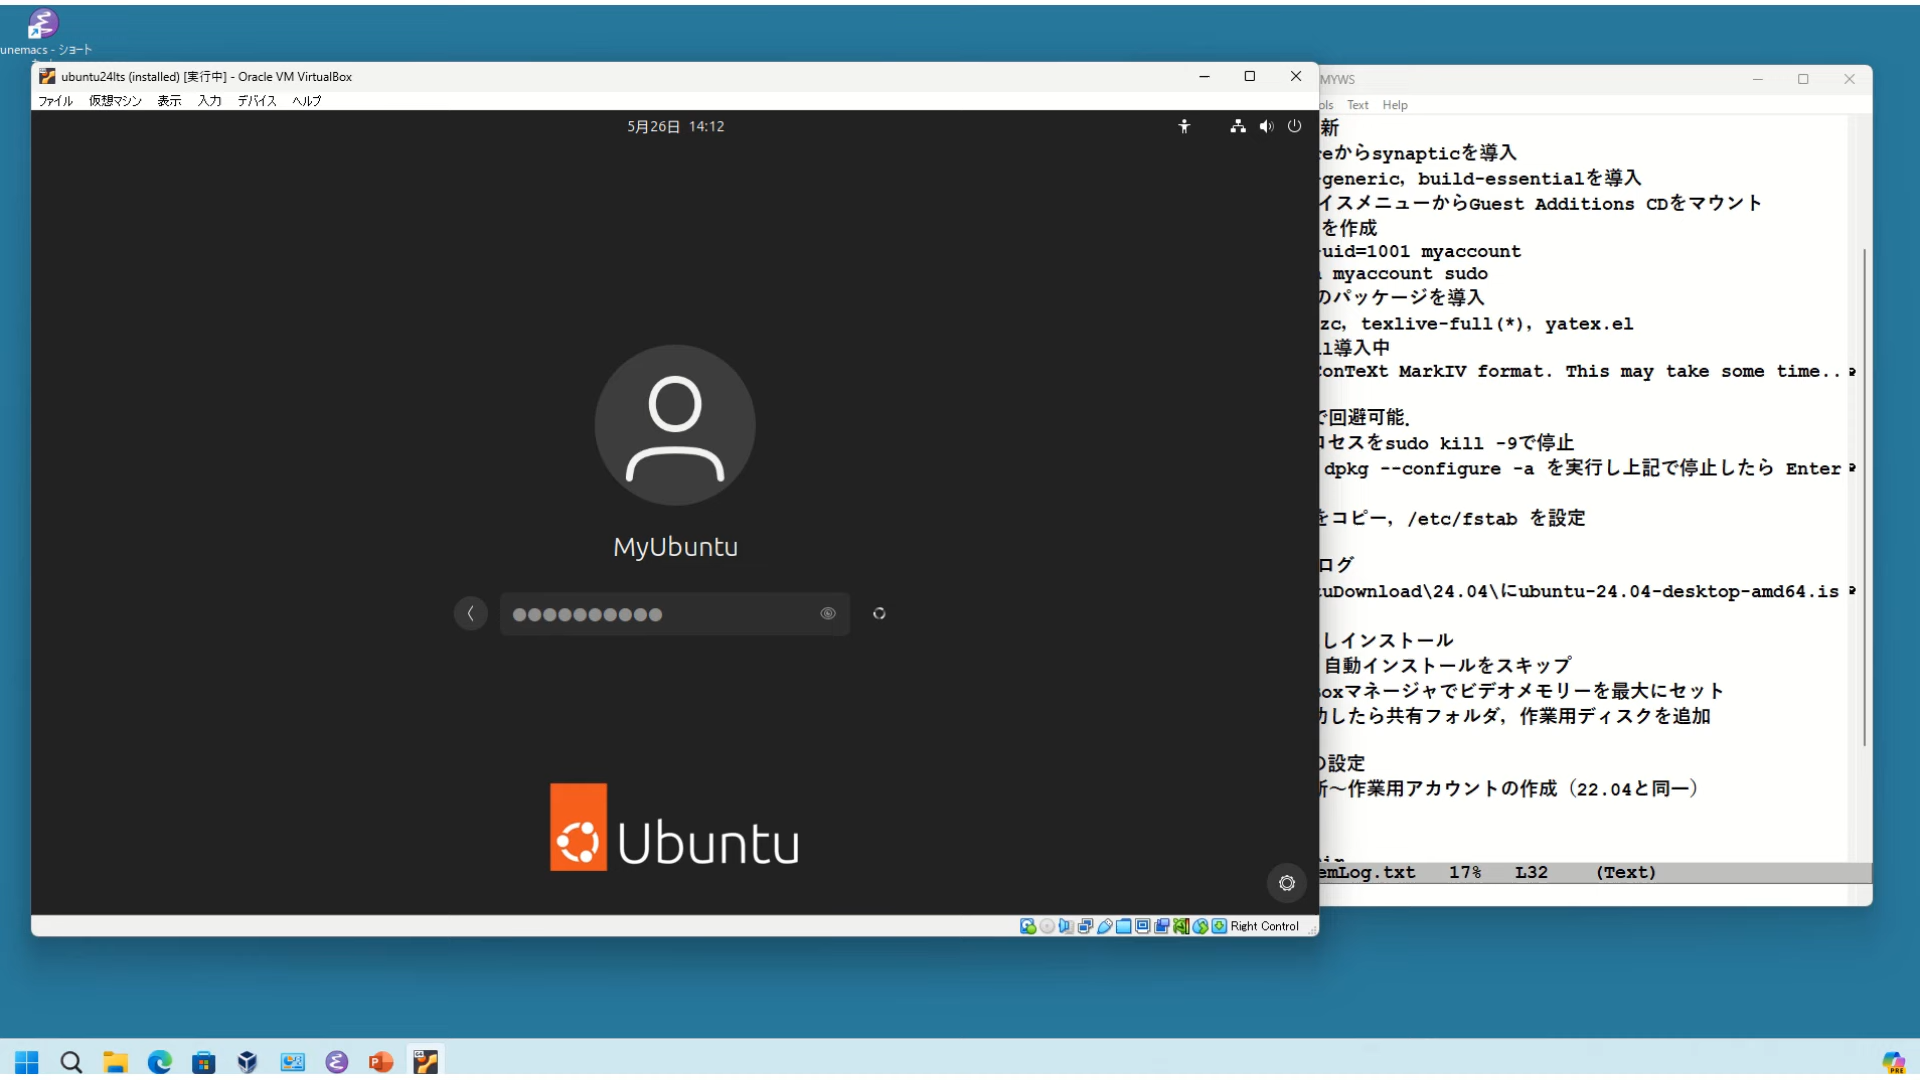 unemacs - ショート
ubuntu24lts (installed) [実行中] - Oracle VM VirtualBox
ファイル 仮想マシン 表示 入力 デバイス ヘルプ
5月26日 14:12
MyUbuntu
Ubuntu
Right Control
MYWS
ols Text Help
新
reからsynapticを導入
-generic, build-essentialを導入
イスメニューからGuest Additions CDをマウント
を作成
-uid=1001 myaccount
myaccount sudo
のパッケージを導入
zc, texlive-full(*), yatex.el
ll導入中
ConTeXt MarkIV format. This may take some time..
で回避可能．
ロセスをsudo kill -9で停止
dpkg --configure -a を実行し上記で停止したら Enter
をコピー，/etc/fstab を設定
ログ
tuDownload\24.04\にubuntu-24.04-desktop-amd64.is
しインストール
自動インストールをスキップ
Boxマネージャでビデオメモリーを最大にセット
功したら共有フォルダ，作業用ディスクを追加
の設定
新～作業用アカウントの作成（22.04と同一）
emLog.txt 17% L32 (Text)
PRE